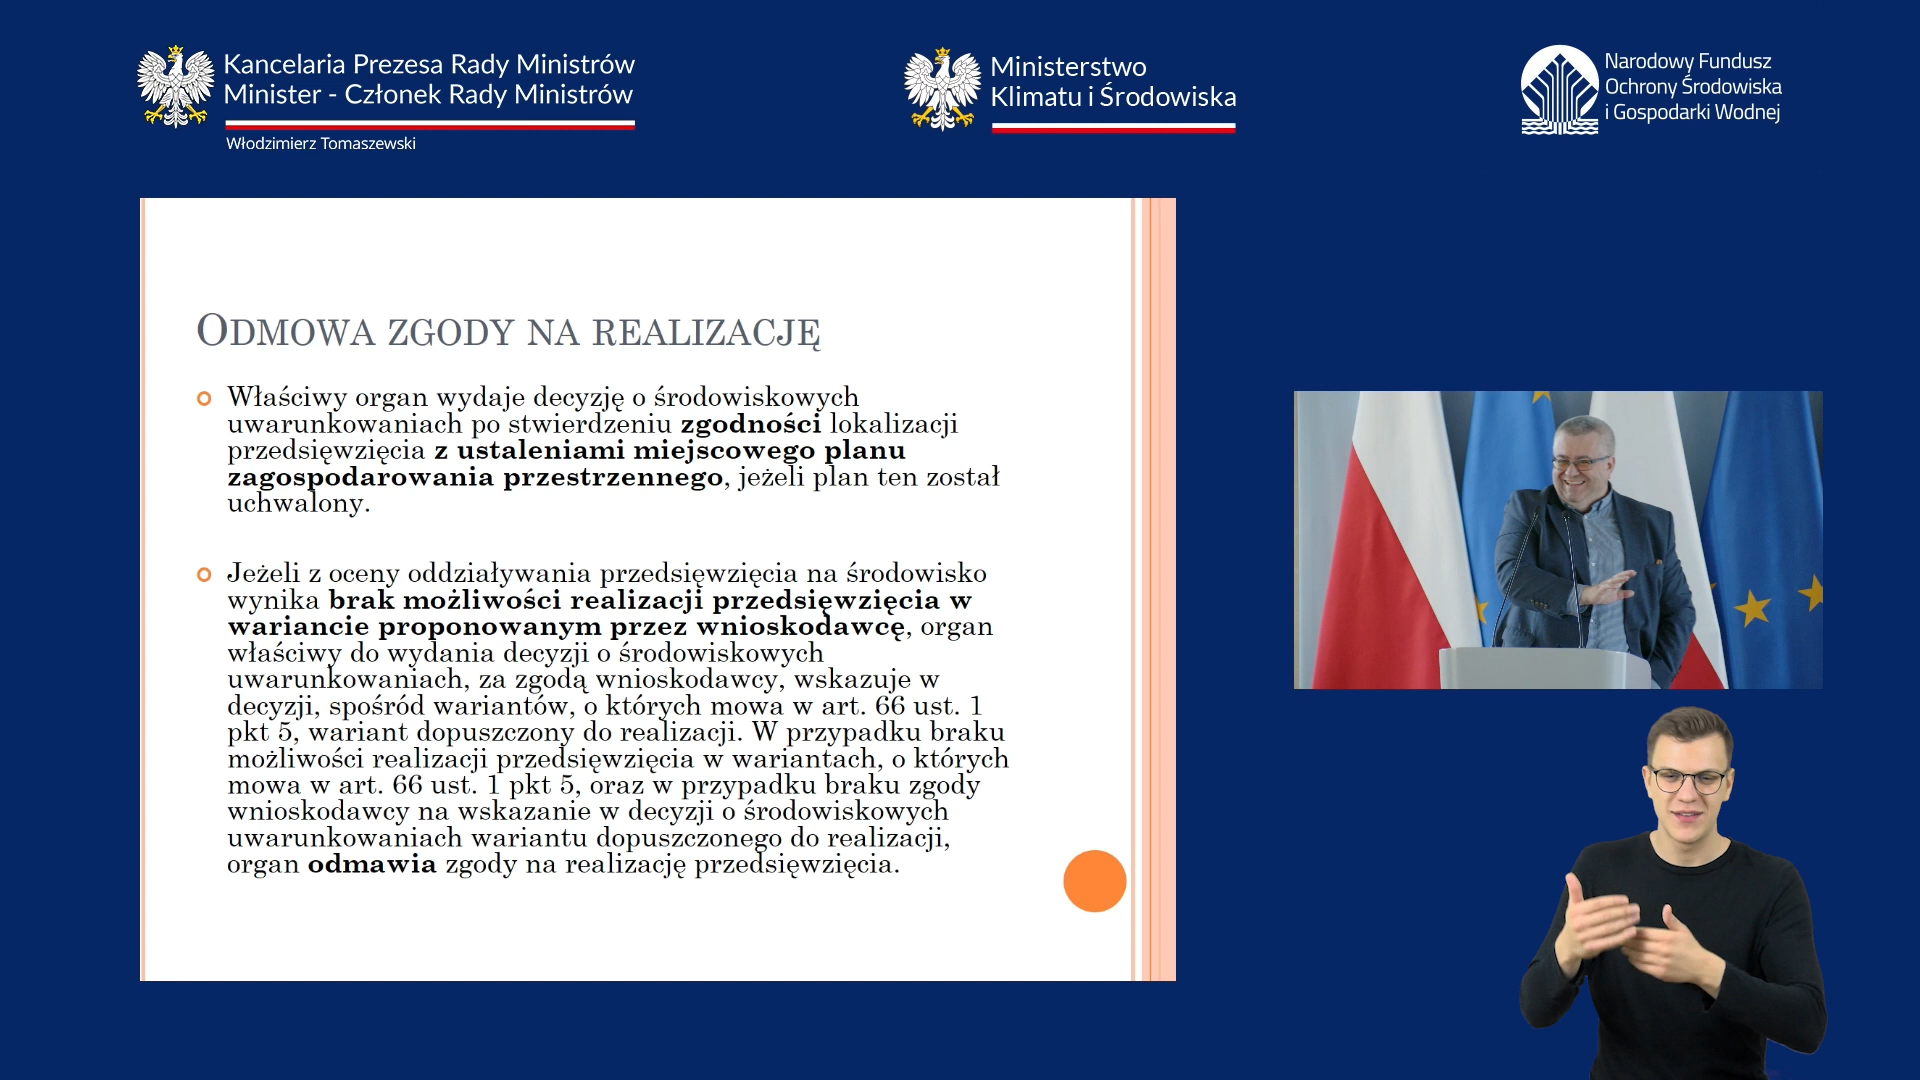 Kancelaria Prezesa Rady Ministrów
Minister - Członek Rady Ministrów
Włodzimierz Tomaszewski
Ministerstwo
Klimatu i Środowiska
Narodowy Fundusz
Ochrony Środowiska
i Gospodarki Wodnej
ODMOWA ZGODY NA REALIZACJĘ
Właściwy organ wydaje decyzję o środowiskowych
uwarunkowaniach po stwierdzeniu zgodności lokalizacji
przedsięwzięcia z ustaleniami miejscowego planu
zagospodarowania przestrzennego, jeżeli plan ten został
uchwalony.
Jeżeli z oceny oddziaływania przedsięwzięcia na środowisko
wynika brak możliwości realizacji przedsięwzięcia w
wariancie proponowanym przez wnioskodawcę, organ
właściwy do wydania decyzji o środowiskowych
uwarunkowaniach, za zgodą wnioskodawcy, wskazuje w
decyzji, spośród wariantów, o których mowa w art. 66 ust. 1
pkt 5, wariant dopuszczony do realizacji. W przypadku braku
możliwości realizacji przedsięwzięcia w wariantach, o których
mowa w art. 66 ust. 1 pkt 5, oraz w przypadku braku zgody
wnioskodawcy na wskazanie w decyzji o środowiskowych
uwarunkowaniach wariantu dopuszczonego do realizacji,
organ odmawia zgody na realizację przedsięwzięcia.